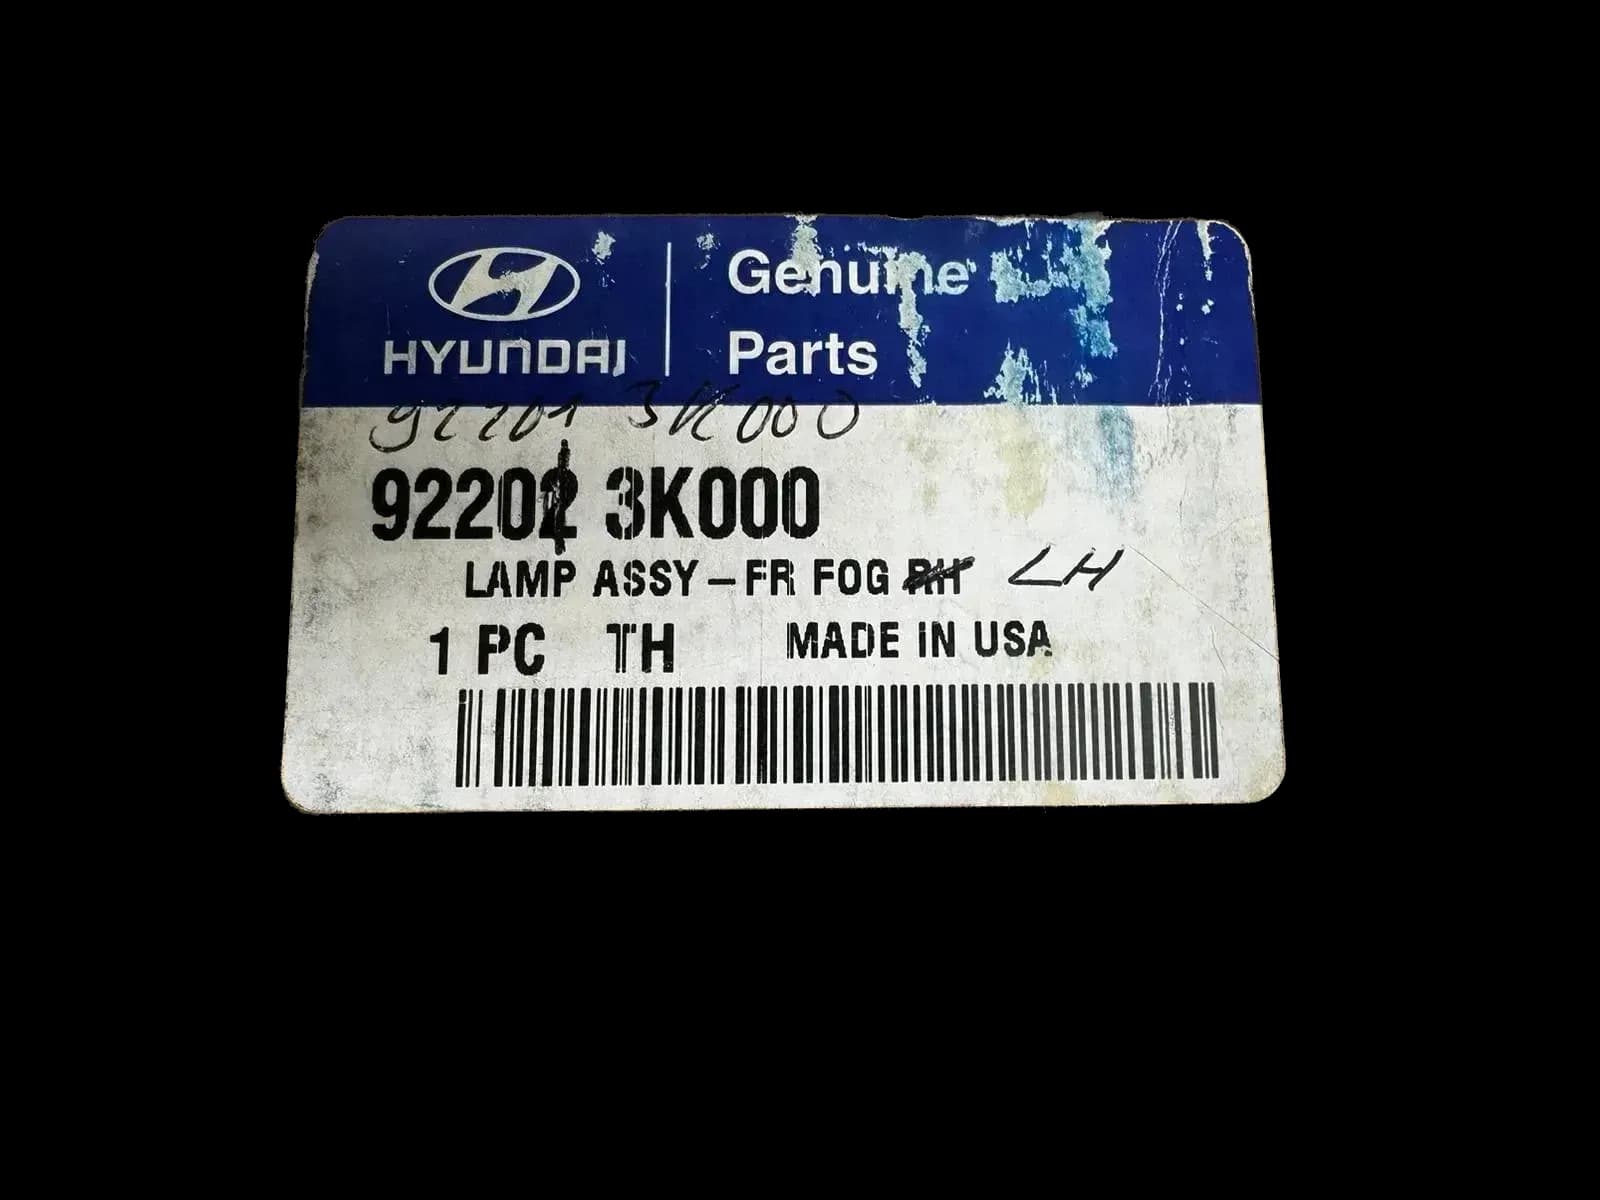 HYUNDAI
Genuine
Parts
92201 3K000
92202 3K000
LAMP ASSY-FR FOG RH LH
1 PC TH MADE IN USA